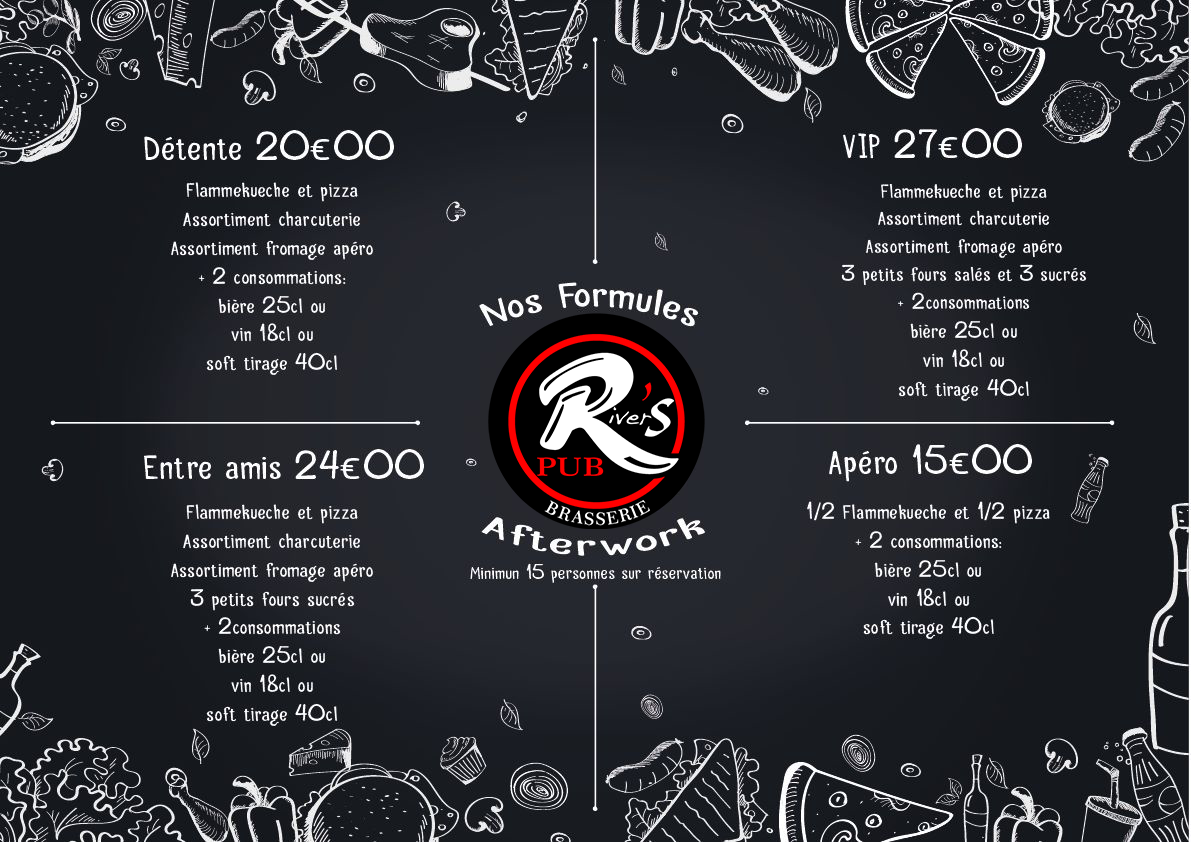 Détente 20€00
Flammekueche et pizza
Assortiment charcuterie
Assortiment fromage apéro
+ 2 consommations:
bière 25cl ou
vin 18cl ou
soft tirage 40cl
VIP 27€00
Flammekueche et pizza
Assortiment charcuterie
Assortiment fromage apéro
3 petits fours salés et 3 sucrés
+ 2consommations
bière 25cl ou
vin 18cl ou
soft tirage 40cl
Nos Formules
River's
PUB
BRASSERIE
Afterwork
Minimun 15 personnes sur réservation
Entre amis 24€00
Flammekueche et pizza
Assortiment charcuterie
Assortiment fromage apéro
3 petits fours sucrés
+ 2consommations
bière 25cl ou
vin 18cl ou
soft tirage 40cl
Apéro 15€00
1/2 Flammekueche et 1/2 pizza
+ 2 consommations:
bière 25cl ou
vin 18cl ou
soft tirage 40cl